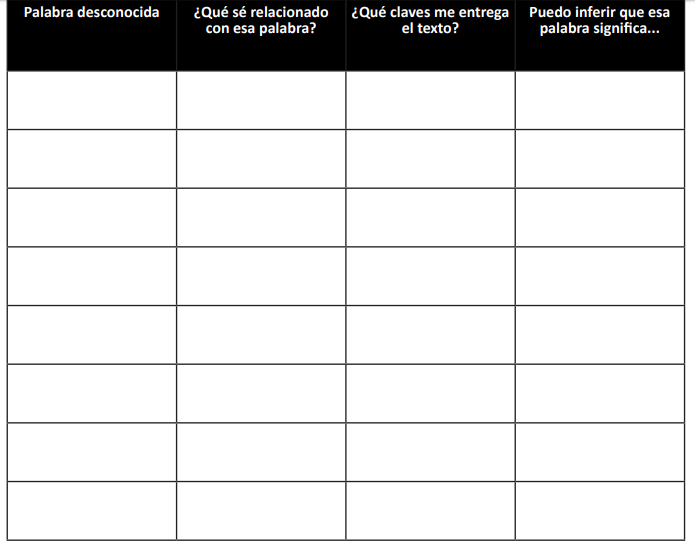 Palabra desconocida
¿Qué sé relacionado
con esa palabra?
¿Qué claves me entrega
el texto?
Puedo inferir que esa
palabra significa...